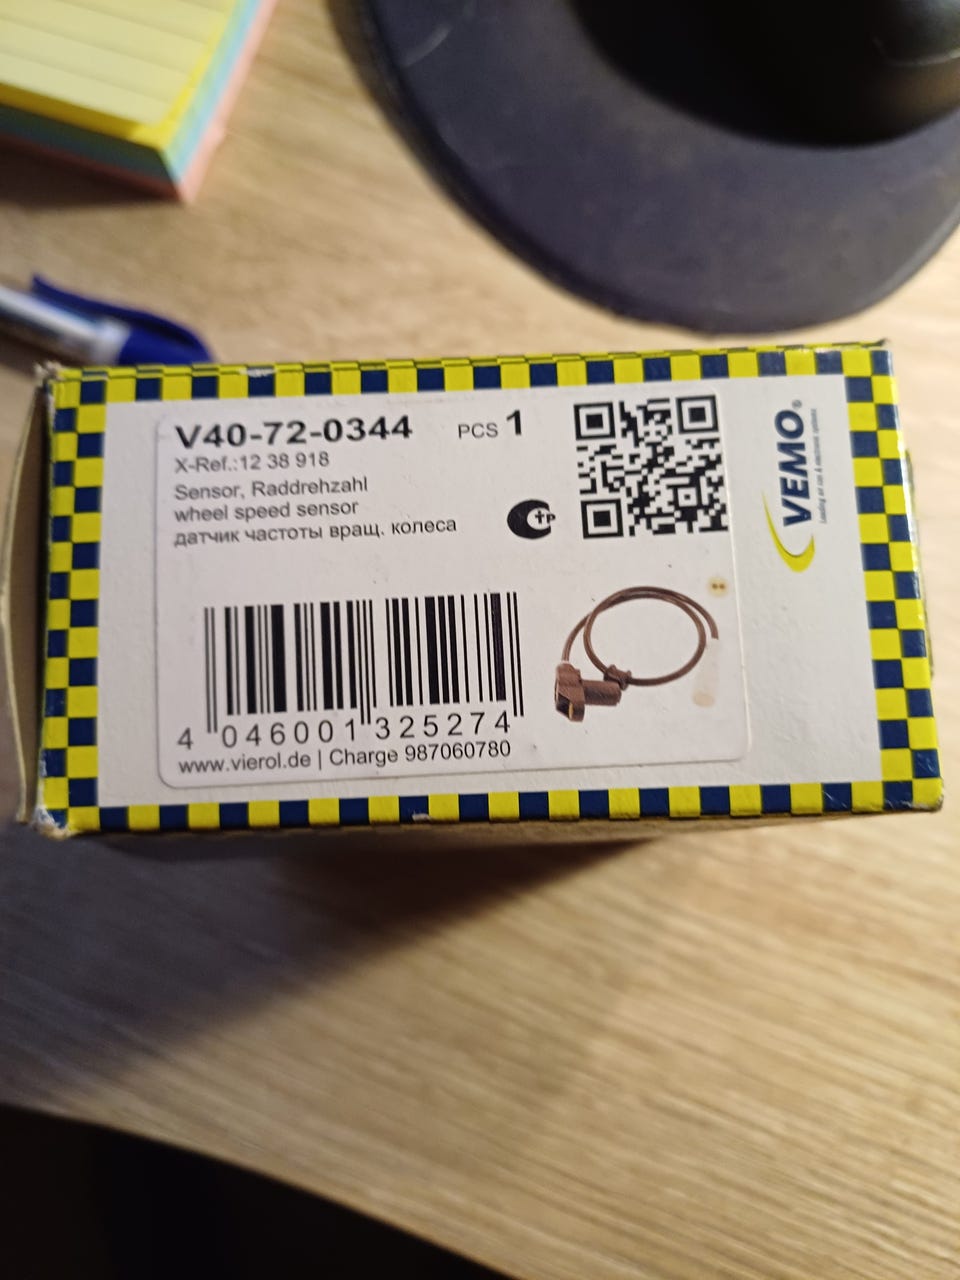 V40-72-0344 PCS 1
X-Ref.:12 38 918
Sensor, Raddrehzahl
wheel speed sensor
датчик частоты вращ. колеса
4 046001 325274
www.vierol.de | Charge 987060780
VEMO®